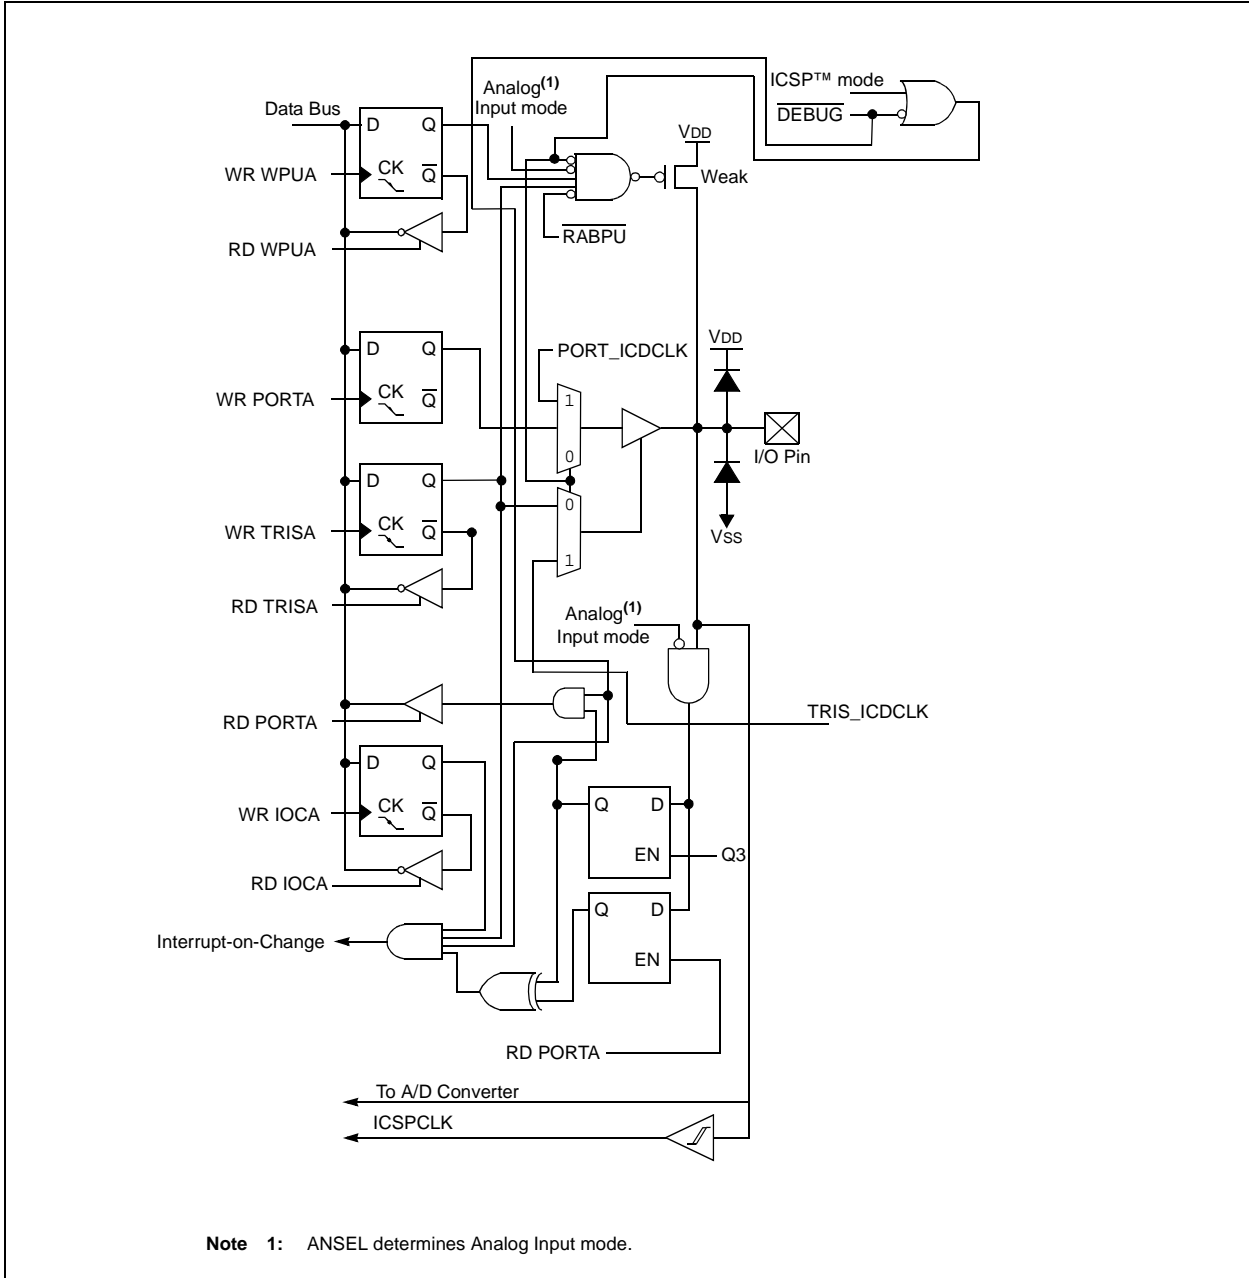 Analog(1)
Input mode
ICSP™ mode
DEBUG
Data Bus
D Q
CK Q
WR WPUA
RD WPUA
VDD
Weak
RABPU
D Q
CK Q
WR PORTA
PORT_ICDCLK
1
0
VDD
I/O Pin
VSS
D Q
CK Q
WR TRISA
0
1
RD TRISA
Analog(1)
Input mode
RD PORTA
TRIS_ICDCLK
D Q
CK Q
WR IOCA
RD IOCA
Q D
EN
Q3
Q D
EN
Interrupt-on-Change
RD PORTA
To A/D Converter
ICSPCLK
Note 1: ANSEL determines Analog Input mode.